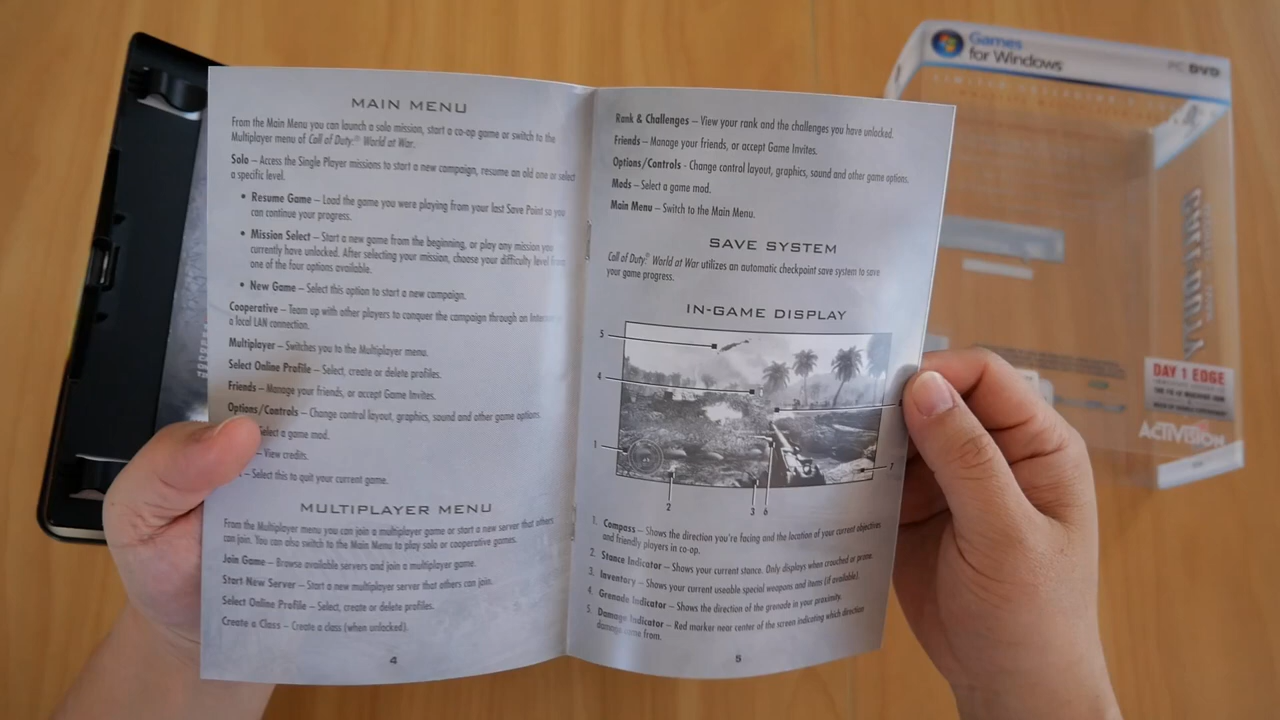 MAIN MENU
From the Main Menu you can launch a solo mission, start a co-op game or switch to the
Multiplayer menu of Call of Duty:® World at War.
Solo – Access the Single Player missions to start a new campaign, resume an old one or select
a specific level.
• Resume Game – Load the game you were playing from your last Save Point so you
can continue your progress.
• Mission Select – Start a new game from the beginning, or play any mission you
currently have unlocked. After selecting your mission, choose your difficulty level from
one of the four options available.
• New Game – Select this option to start a new campaign.
Cooperative – Team up with other players to conquer the campaign through an
a local LAN connection.
Multiplayer – Switches you to the Multiplayer menu.
Select Online Profile – Select, create or delete profiles.
Friends – Manage your friends, or accept Game Invites.
Options/Controls – Change control layout, graphics, sound and other game options.
Select a game mod.
– View credits.
– Select this to quit your current game.
MULTIPLAYER MENU
From the Multiplayer menu you can join a multiplayer game or start a new server that others
can join. You can also switch to the Main Menu to play solo or cooperative games.
Join Game – Browse available servers and join a multiplayer game.
Start New Server – Start a new multiplayer server that others can join.
Select Online Profile – Select, create or delete profiles.
Create a Class – Create a class (when unlocked).
4
Rank & Challenges – View your rank and the challenges you have unlocked.
Friends – Manage your friends, or accept Game Invites.
Options/Controls - Change control layout, graphics, sound and other game options.
Mods – Select a game mod.
Main Menu – Switch to the Main Menu.
SAVE SYSTEM
Call of Duty:® World at War utilizes an automatic checkpoint save system to save
your game progress.
IN-GAME DISPLAY
5
4
1
7
2
3 6
1. Compass – Shows the direction you're facing and the location of your current objectives
and friendly players in co-op.
2. Stance Indicator – Shows your current stance. Only displays when crouched or prone.
3. Inventory – Shows your current useable special weapons and items (if available).
4. Grenade Indicator – Shows the direction of the grenade in your proximity.
5. Damage Indicator – Red marker near center of the screen indicating which direction
damage came from.
5
Games
for Windows
PC DVD
DAY 1 EDGE
ACTIVISION